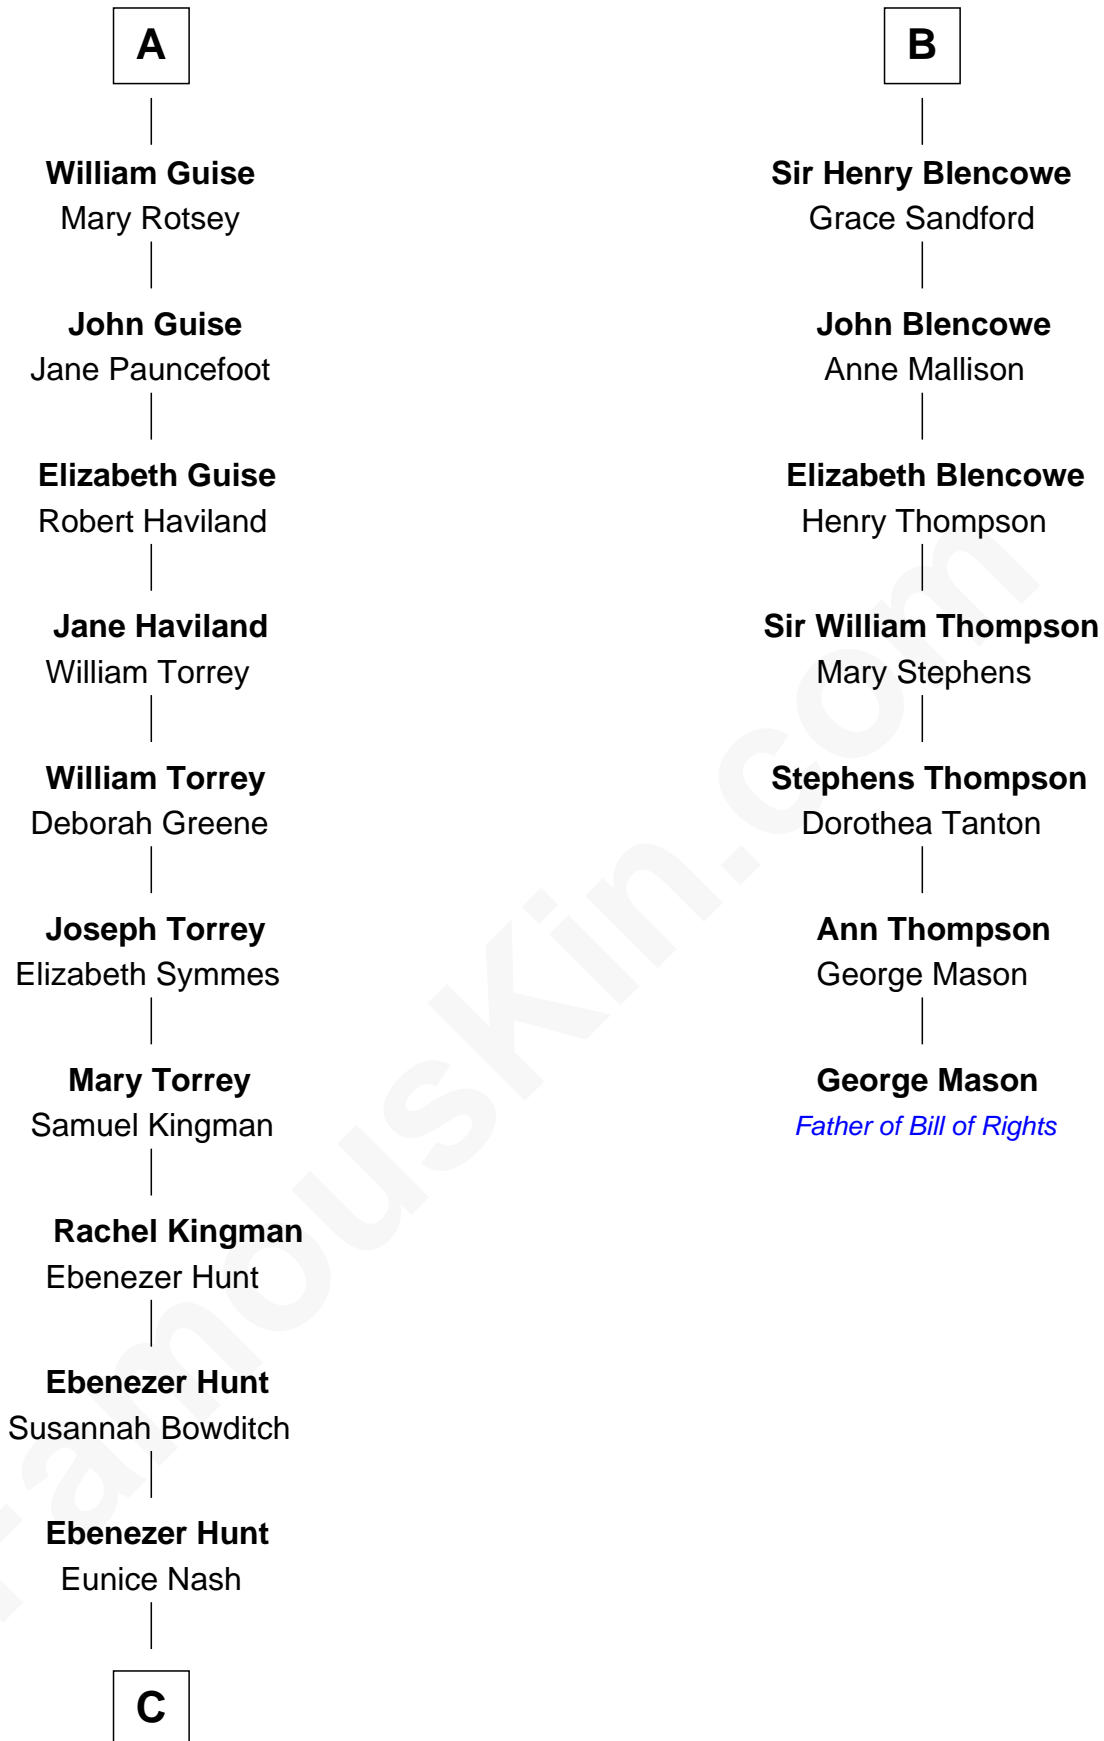 A
William Guise
Mary Rotsey
John Guise
Jane Pauncefoot
Elizabeth Guise
Robert Haviland
Jane Haviland
William Torrey
William Torrey
Deborah Greene
Joseph Torrey
Elizabeth Symmes
Mary Torrey
Samuel Kingman
Rachel Kingman
Ebenezer Hunt
Ebenezer Hunt
Susannah Bowditch
Ebenezer Hunt
Eunice Nash
C
B
Sir Henry Blencowe
Grace Sandford
John Blencowe
Anne Mallison
Elizabeth Blencowe
Henry Thompson
Sir William Thompson
Mary Stephens
Stephens Thompson
Dorothea Tanton
Ann Thompson
George Mason
George Mason
Father of Bill of Rights
FamousKin.com